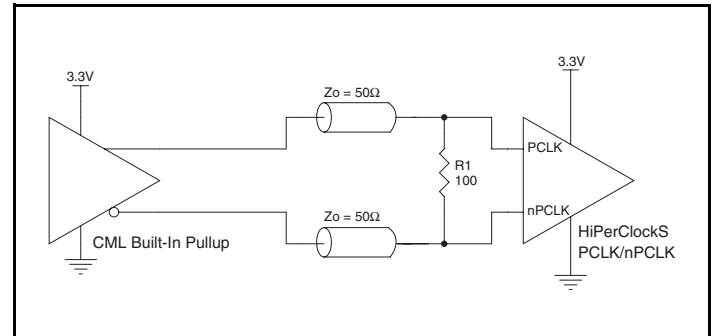 3.3V
3.3V
Zo = 50Ω
PCLK
R1
100
nPCLK
Zo = 50Ω
HiPerClockS
PCLK/nPCLK
CML Built-In Pullup